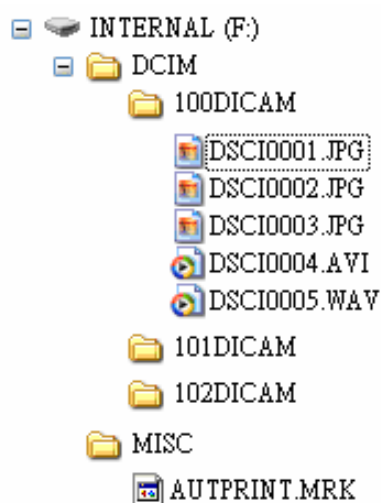 INTERNAL (F:)
DCIM
100DICAM
DSCI0001.JPG
DSCI0002.JPG
DSCI0003.JPG
DSCI0004.AVI
DSCI0005.WAV
101DICAM
102DICAM
MISC
AUTPRINT.MRK